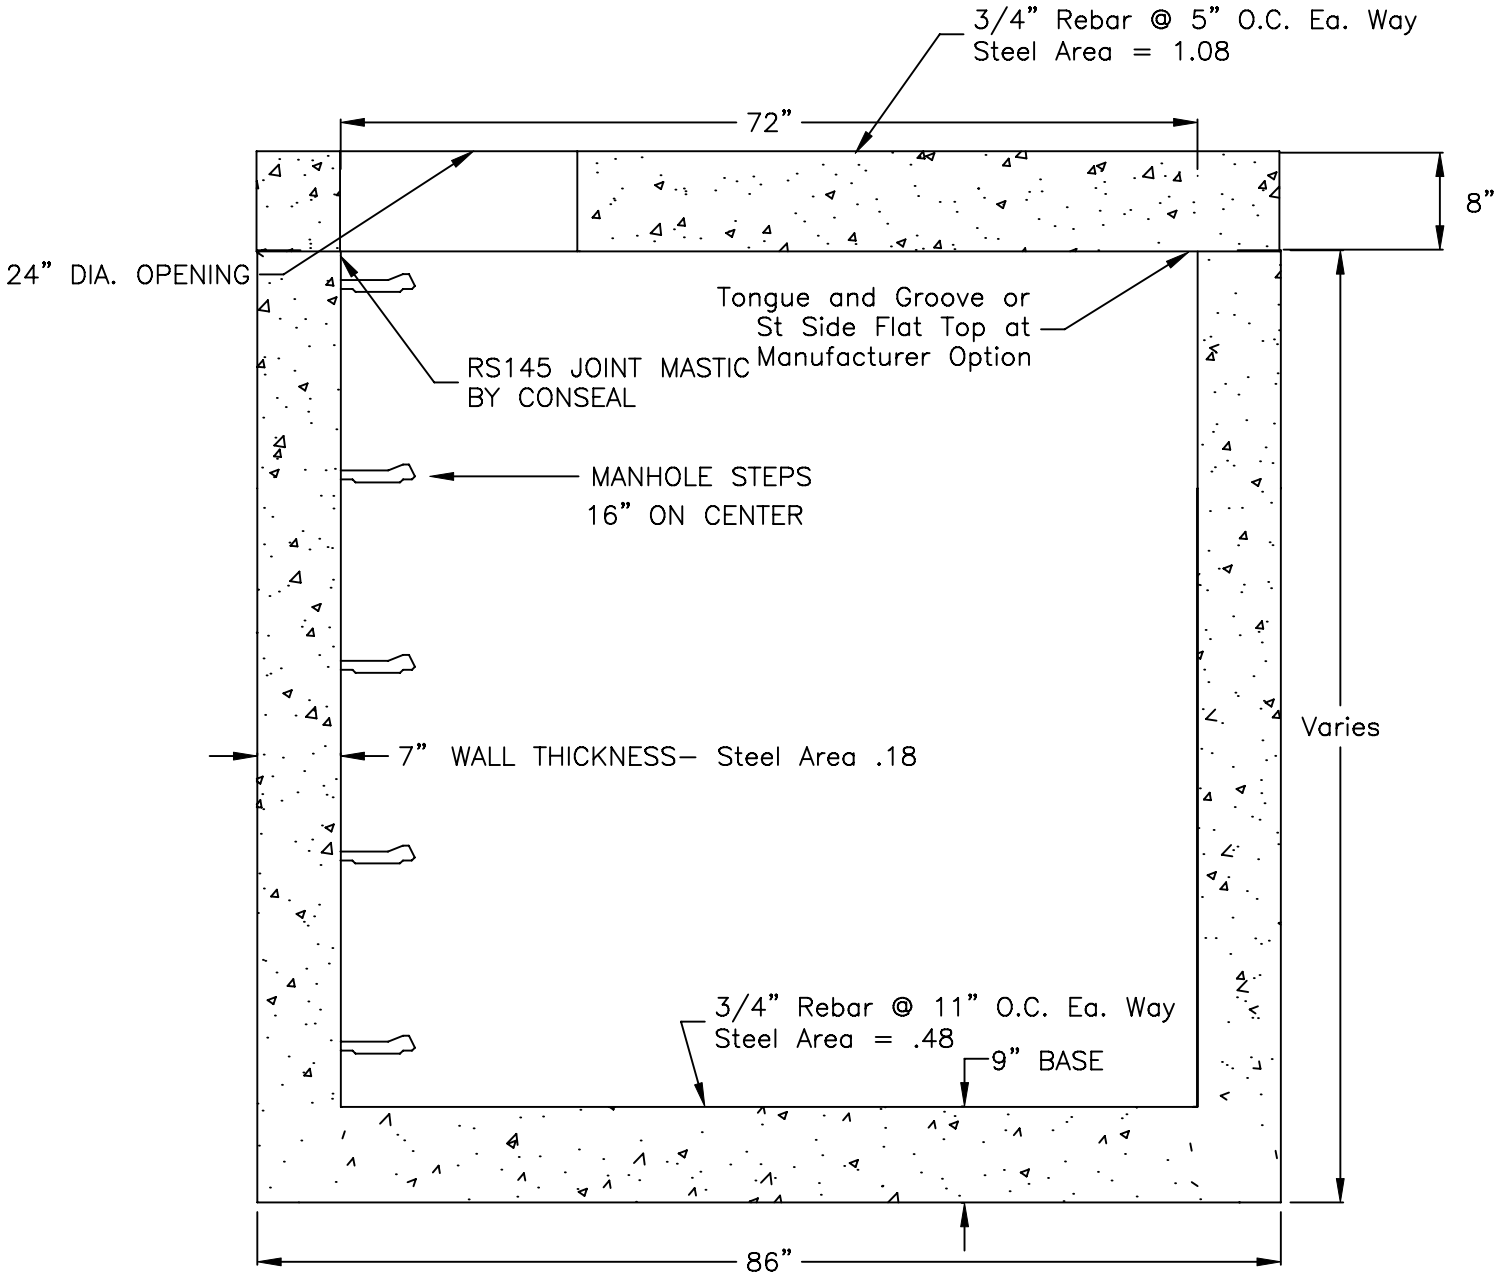 3/4" Rebar @ 5" O.C. Ea. Way
Steel Area = 1.08
72"
8"
24" DIA. OPENING
Tongue and Groove or
St Side Flat Top at
Manufacturer Option
RS145 JOINT MASTIC
BY CONSEAL
MANHOLE STEPS
16" ON CENTER
Varies
7" WALL THICKNESS- Steel Area .18
3/4" Rebar @ 11" O.C. Ea. Way
Steel Area = .48
9" BASE
86"